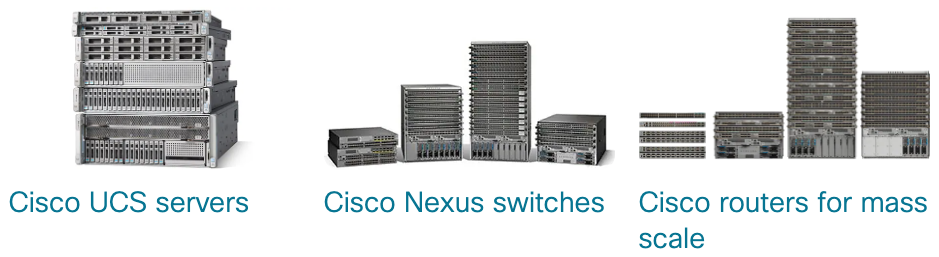 Cisco UCS servers
Cisco Nexus switches
Cisco routers for mass
scale